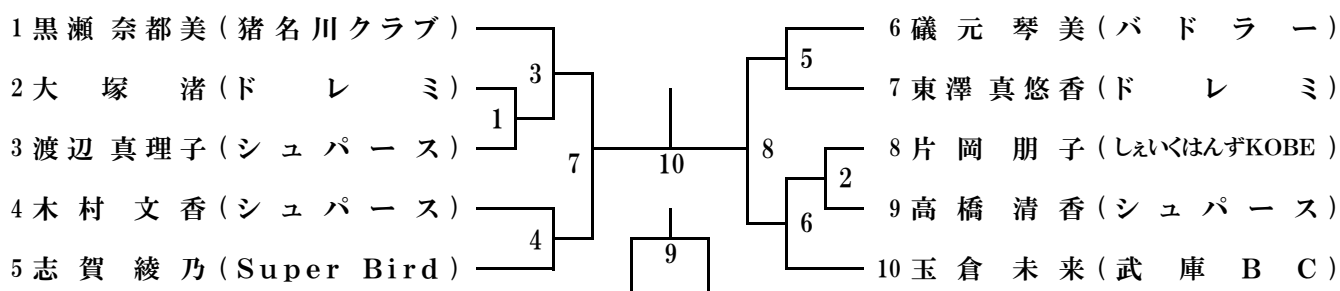 1 黒瀬奈都美(猪名川クラブ)
2 大塚渚(ドレミ)
3 渡辺真理子(シュパース)
4 木村文香(シュパース)
5 志賀綾乃(Super Bird)
3
1
4
7
10
9
8
5
2
6
6 礒元琴美(バドラー)
7 東澤真悠香(ドレミ)
8 片岡朋子(しぇいくはんずKOBE)
9 高橋清香(シュパース)
10 玉倉未来(武庫BC)